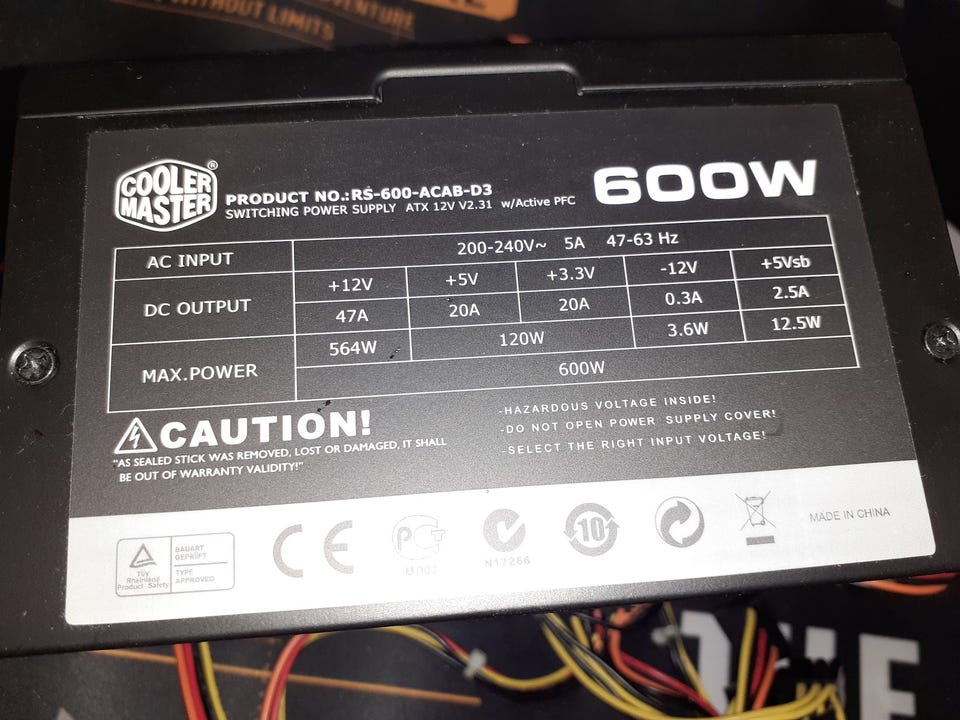 WITHOUT LIMITS
COOLER
MASTER
®
PRODUCT NO.:RS-600-ACAB-D3
SWITCHING POWER SUPPLY ATX 12V V2.31 w/Active PFC
600W
AC INPUT 200-240V~ 5A 47-63 Hz
DC OUTPUT +12V +5V +3.3V -12V +5Vsb
47A 20A 20A 0.3A 2.5A
MAX.POWER 564W 120W 3.6W 12.5W
600W
CAUTION!
"AS SEALED STICK WAS REMOVED, LOST OR DAMAGED, IT SHALL
BE OUT OF WARRANTY VALIDITY!"
-HAZARDOUS VOLTAGE INSIDE!
-DO NOT OPEN POWER SUPPLY COVER!
-SELECT THE RIGHT INPUT VOLTAGE!
TÜV
Rheinland
Product Safety
BAUART
GEPRÜFT
TYPE
APPROVED
CE
N17266
10
MADE IN CHINA